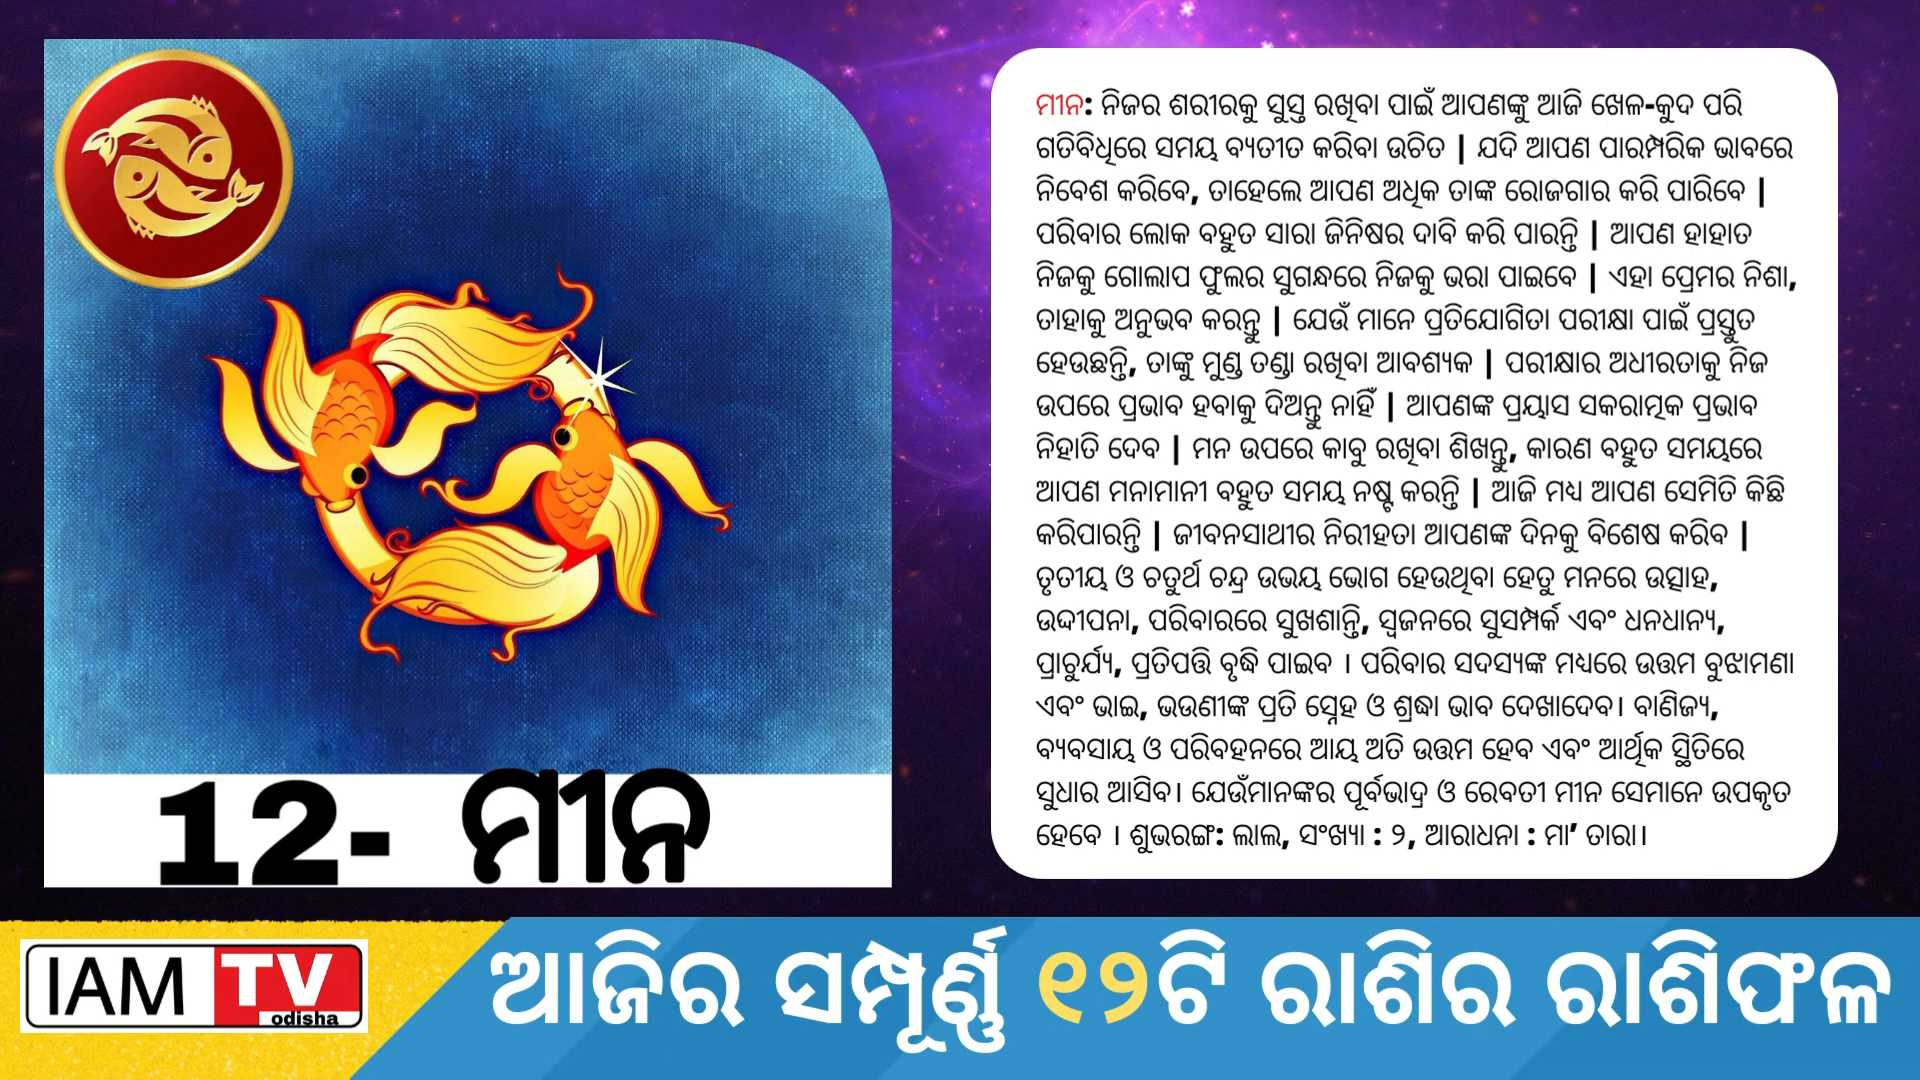 12- ମୀନ
ମୀନ: ନିଜର ଶରୀରକୁ ସୁସ୍ତ ରଖିବା ପାଇଁ ଆପଣଙ୍କୁ ଆଜି ଖେଳ-କୁଦ ପରି
ଗତିବିଧିରେ ସମୟ ବ୍ୟତୀତ କରିବା ଉଚିତ | ଯଦି ଆପଣ ପାରମ୍ପରିକ ଭାବରେ
ନିବେଶ କରିବେ, ତାହେଲେ ଆପଣ ଅଧିକ ତାଙ୍କ ରୋଜଗାର କରି ପାରିବେ |
ପରିବାର ଲୋକ ବହୁତ ସାରା ଜିନିଷର ଦାବି କରି ପାରନ୍ତି | ଆପଣ ହାହାତ
ନିଜକୁ ଗୋଲାପ ଫୁଲର ସୁଗନ୍ଧରେ ନିଜକୁ ଭରା ପାଇବେ | ଏହା ପ୍ରେମର ନିଶା,
ତାହାକୁ ଅନୁଭବ କରନ୍ତୁ | ଯେଉଁ ମାନେ ପ୍ରତିଯୋଗିତା ପରୀକ୍ଷା ପାଇଁ ପ୍ରସ୍ତୁତ
ହେଉଛନ୍ତି, ତାଙ୍କୁ ମୁଣ୍ଡ ତଣ୍ଡା ରଖିବା ଆବଶ୍ୟକ | ପରୀକ୍ଷାର ଅଧୀରତାକୁ ନିଜ
ଉପରେ ପ୍ରଭାବ ହବାକୁ ଦିଅନ୍ତୁ ନାହିଁ | ଆପଣଙ୍କ ପ୍ରୟାସ ସକରାତ୍ମକ ପ୍ରଭାବ
ନିହାତି ଦେବ | ମନ ଉପରେ କାବୁ ରଖିବା ଶିଖନ୍ତୁ, କାରଣ ବହୁତ ସମୟରେ
ଆପଣ ମନାମାନୀ ବହୁତ ସମୟ ନଷ୍ଟ କରନ୍ତି | ଆଜି ମଧ୍ୟ ଆପଣ ସେମିତି କିଛି
କରିପାରନ୍ତି | ଜୀବନସାଥୀର ନିରୀହତା ଆପଣଙ୍କ ଦିନକୁ ବିଶେଷ କରିବ |
ତୃତୀୟ ଓ ଚତୁର୍ଥ ଚନ୍ଦ୍ର ଉଭୟ ଭୋଗ ହେଉଥିବା ହେତୁ ମନରେ ଉତ୍ସାହ,
ଉଦ୍ଦୀପନା, ପରିବାରରେ ସୁଖଶାନ୍ତି, ସ୍ୱଜନରେ ସୁସମ୍ପର୍କ ଏବଂ ଧନଧାନ୍ୟ,
ପ୍ରାଚୁର୍ଯ୍ୟ, ପ୍ରତିପତ୍ତି ବୃଦ୍ଧି ପାଇବ । ପରିବାର ସଦସ୍ୟଙ୍କ ମଧ୍ୟରେ ଉତ୍ତମ ବୁଝାମଣା
ଏବଂ ଭାଇ, ଭଉଣୀଙ୍କ ପ୍ରତି ସ୍ନେହ ଓ ଶ୍ରଦ୍ଧା ଭାବ ଦେଖାଦେବ। ବାଣିଜ୍ୟ,
ବ୍ୟବସାୟ ଓ ପରିବହନରେ ଆୟ ଅତି ଉତ୍ତମ ହେବ ଏବଂ ଆର୍ଥିକ ସ୍ଥିତିରେ
ସୁଧାର ଆସିବ। ଯେଉଁମାନଙ୍କର ପୂର୍ବଭାଦ୍ର ଓ ରେବତୀ ମୀନ ସେମାନେ ଉପକୃତ
ହେବେ । ଶୁଭରଙ୍ଗ: ଲାଲ, ସଂଖ୍ୟା : ୨, ଆରାଧନା : ମା’ ତାରା।
IAM TV odisha
ଆଜିର ସମ୍ପୂର୍ଣ୍ଣ ୧୨ଟି ରାଶିର ରାଶିଫଳ